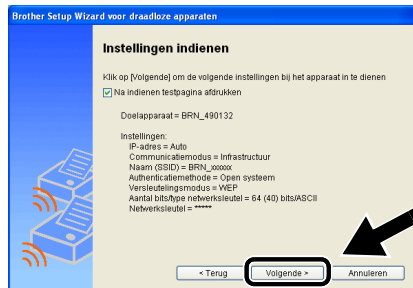 Brother Setup Wizard voor draadloze apparaten
Instellingen indienen
Klik op [Volgende] om de volgende instellingen bij het apparaat in te dienen
Na indienen testpagina afdrukken
Doelapparaat = BRN_490132
Instellingen:
IP-adres = Auto
Communicatiemodus = Infrastructuur
Naam (SSID) = BRN_xxxxxx
Authenticatiemethode = Open systeem
Versleutelingsmodus = WEP
Aantal bits/type netwerksleutel = 64 (40) bits/ASCII
Netwerksleutel = *****
< Terug Volgende > Annuleren